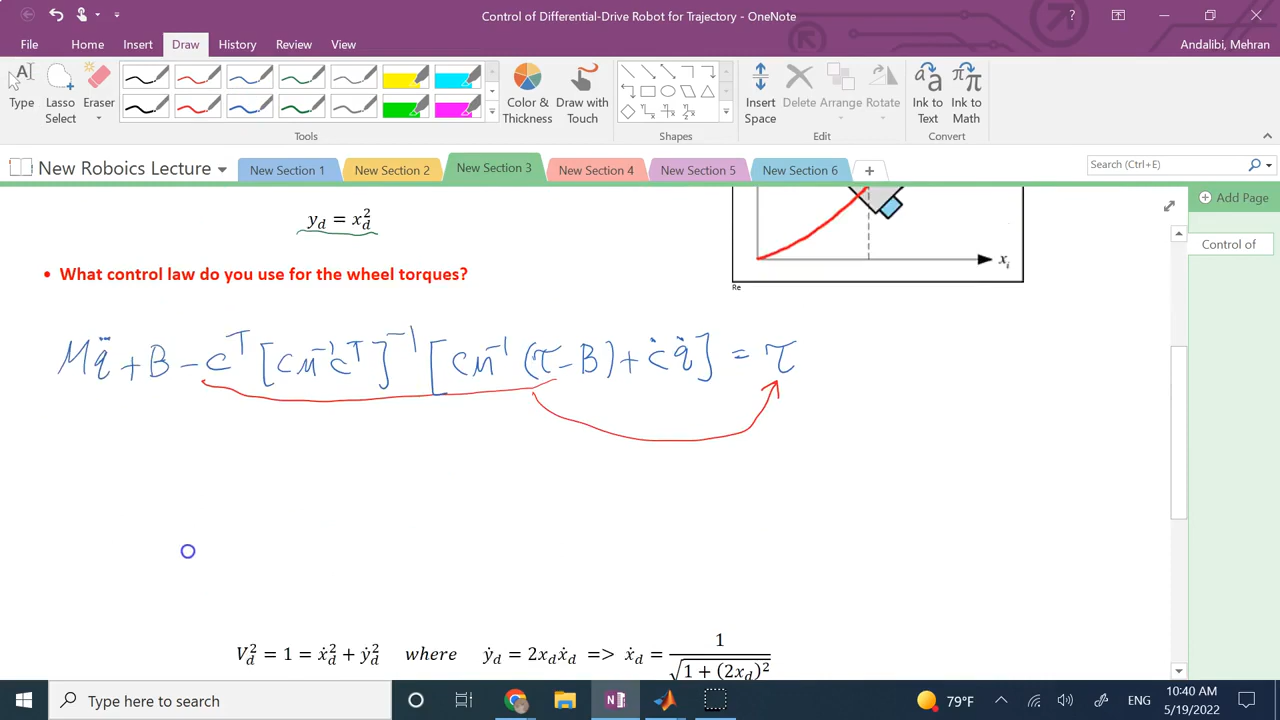 Control of Differential-Drive Robot for Trajectory - OneNote
Andalibi, Mehran
File Home Insert Draw History Review View
Type
Lasso Select
Eraser
Color & Thickness
Draw with Touch
Insert Space
Delete Arrange Rotate
Ink to Text
Ink to Math
Tools Shapes Edit Convert
New Roboics Lecture New Section 1 New Section 2 New Section 3 New Section 4 New Section 5 New Section 6
Search (Ctrl+E)
Add Page
Control of
y_d = x_d^2
x_i
Re
• What control law do you use for the wheel torques?
Mq̈ + B − C^T [CM^{-1}C^T]^{-1} [CM^{-1}(τ − B) + Ċq̇] = τ
V_d^2 = 1 = ẋ_d^2 + ẏ_d^2 where ẏ_d = 2x_dẋ_d => ẋ_d = 1/√(1 + (2x_d)^2)
Type here to search
79°F
ENG
10:40 AM
5/19/2022